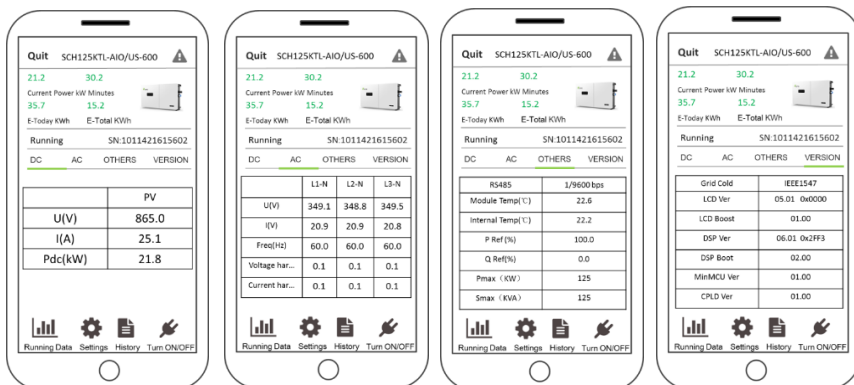 Quit SCH125KTL-AIO/US-600
21.2 30.2
Current Power kW Minutes
35.7 15.2
E-Today KWh E-Total KWh
Running SN:1011421615602
DC AC OTHERS VERSION
PV
U(V) 865.0
I(A) 25.1
Pdc(kW) 21.8
Running Data Settings History Turn ON/OFF
Quit SCH125KTL-AIO/US-600
21.2 30.2
Current Power kW Minutes
35.7 15.2
E-Today KWh E-Total KWh
Running SN:1011421615602
DC AC OTHERS VERSION
L1-N L2-N L3-N
U(V) 349.1 348.8 349.5
I(V) 20.9 20.9 20.8
Freq(Hz) 60.0 60.0 60.0
Voltage har... 0.1 0.1 0.1
Current har... 0.1 0.1 0.1
Running Data Settings History Turn ON/OFF
Quit SCH125KTL-AIO/US-600
21.2 30.2
Current Power kW Minutes
35.7 15.2
E-Today KWh E-Total KWh
Running SN:1011421615602
DC AC OTHERS VERSION
RS485 1/9600 bps
Module Temp(℃) 22.6
Internal Temp(℃) 22.2
P Ref (%) 100.0
Q Ref(%) 0.0
Pmax (KW) 125
Smax (KVA) 125
Running Data Settings History Turn ON/OFF
Quit SCH125KTL-AIO/US-600
21.2 30.2
Current Power kW Minutes
35.7 15.2
E-Today KWh E-Total KWh
Running SN:1011421615602
DC AC OTHERS VERSION
Grid Cold IEEE1547
LCD Ver 05.01 0x0000
LCD Boost 01.00
DSP Ver 06.01 0x2FF3
DSP Boot 02.00
MinMCU Ver 01.00
CPLD Ver 01.00
Running Data Settings History Turn ON/OFF